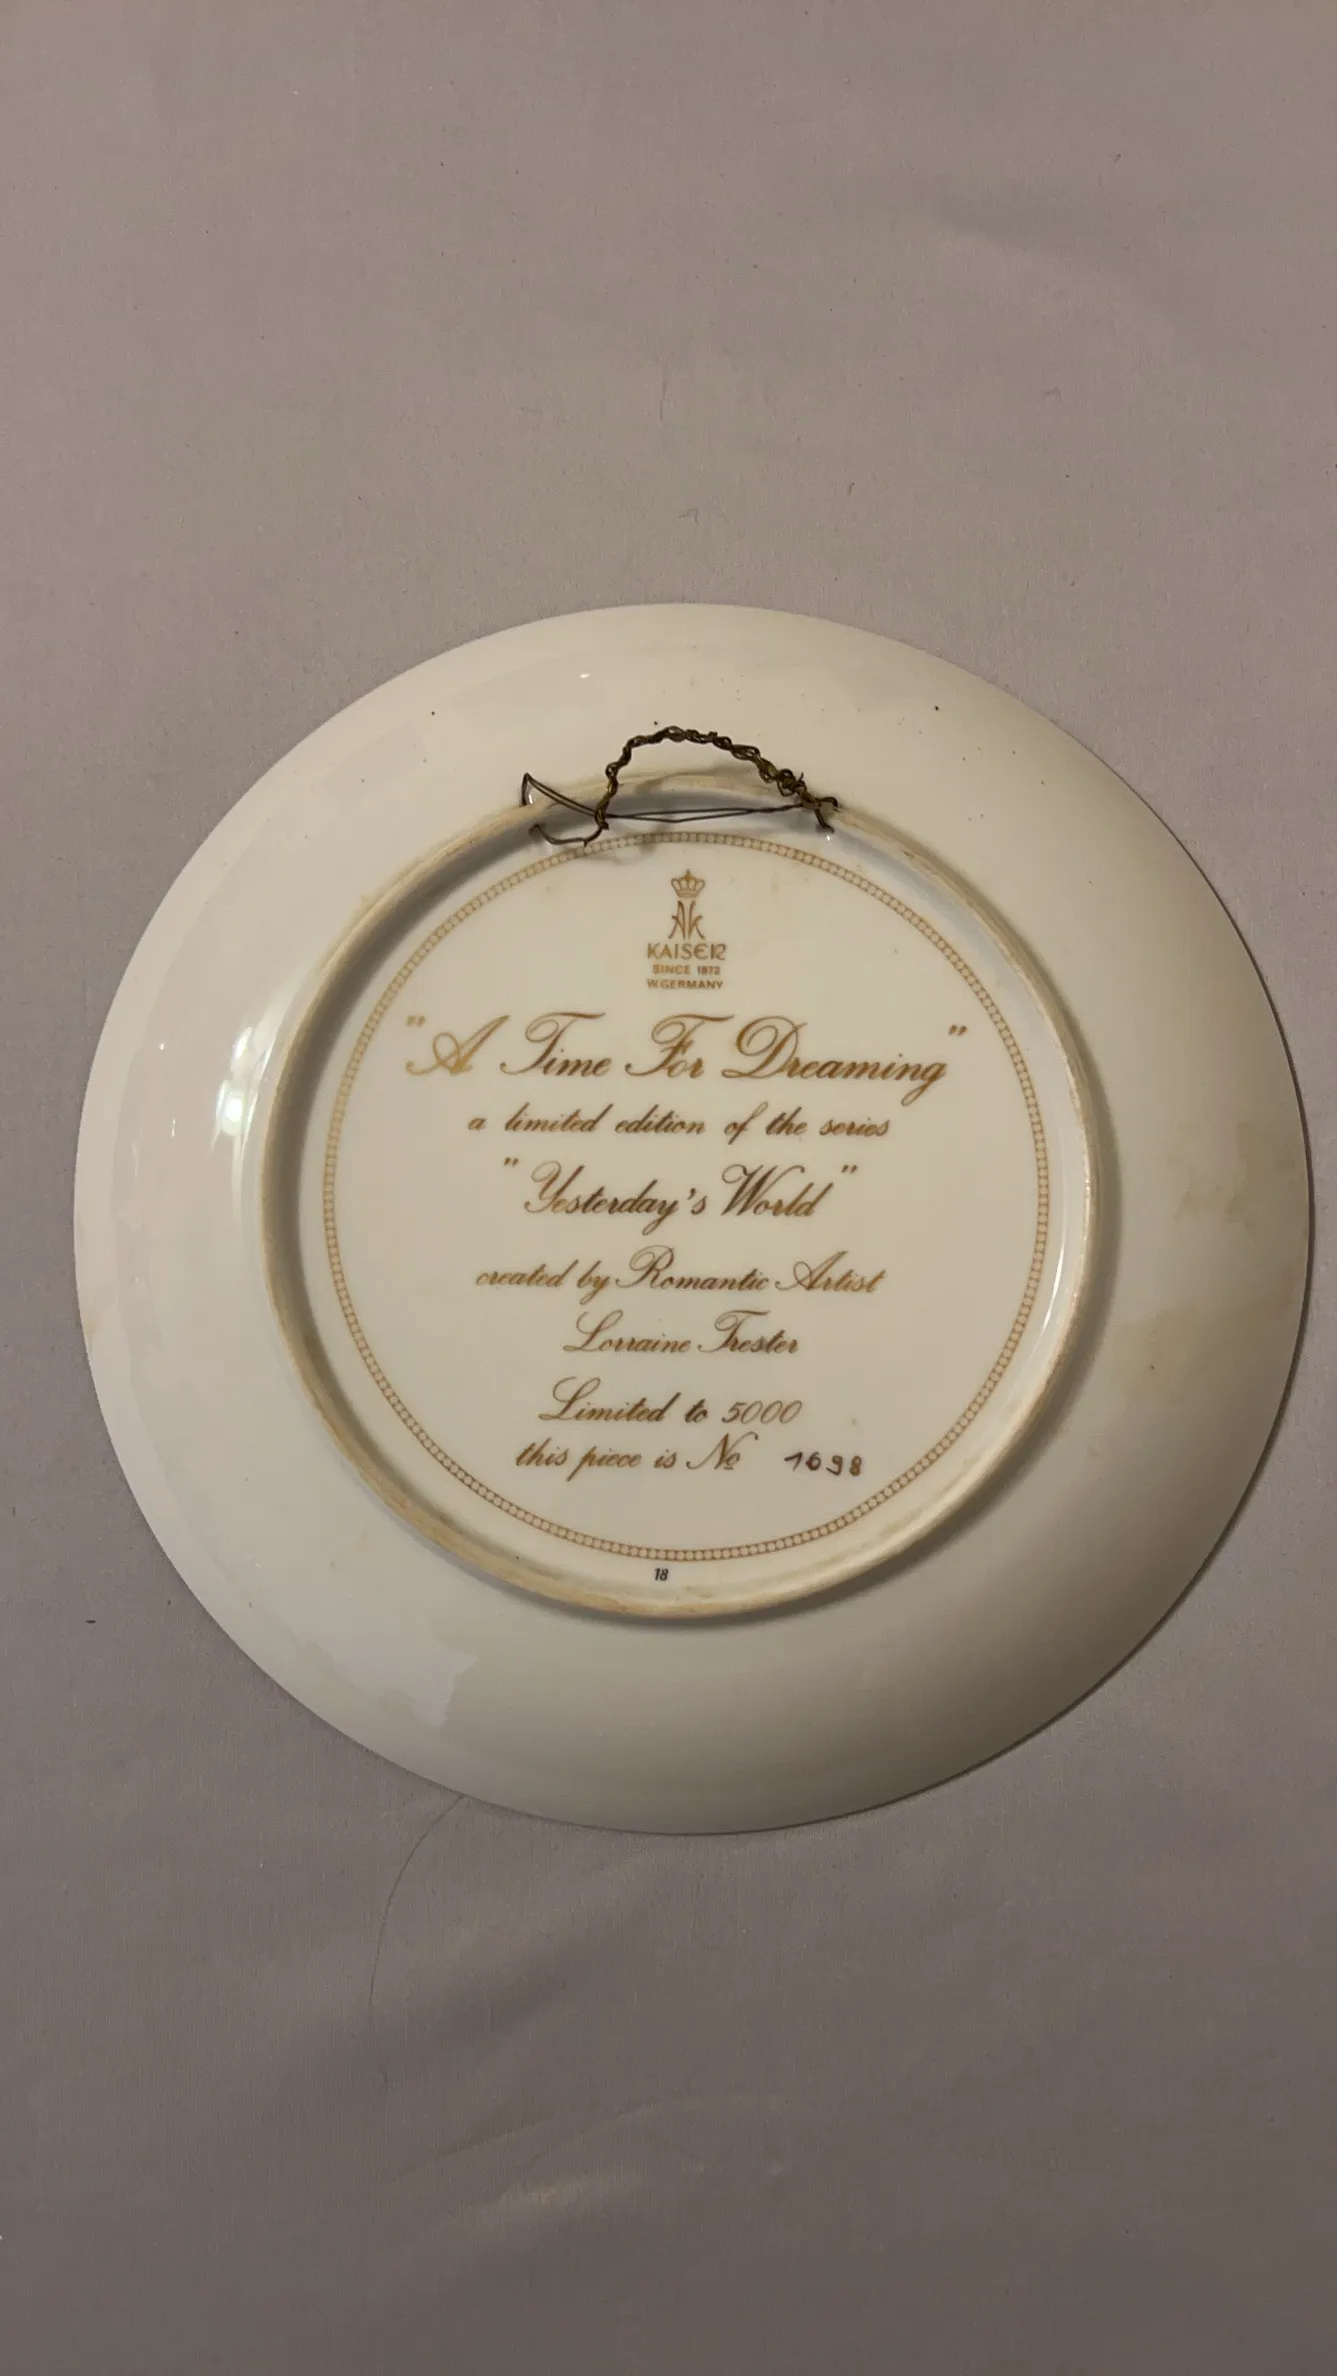 AK
KAISER
SINCE 1872
W.GERMANY
"A Time For Dreaming"
a limited edition of the series
"Yesterday's World"
created by Romantic Artist
Lorraine Trester
Limited to 5000
this piece is No 1698
18